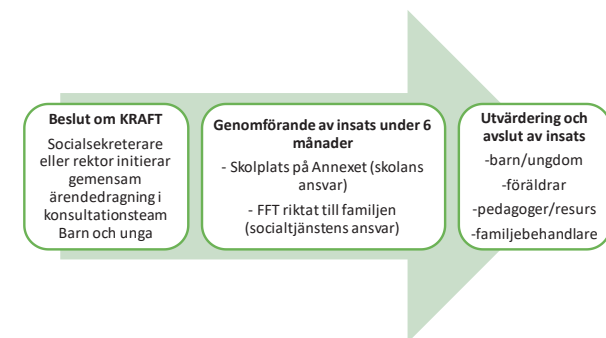 Beslut om KRAFT
Socialsekreterare
eller rektor initierar
gemensam
ärendedragning i
konsultationsteam
Barn och unga
Genomförande av insats under 6
månader
- Skolplats på Annexet (skolans
ansvar)
- FFT riktat till familjen
(socialtjänstens ansvar)
Utvärdering och
avslut av insats
-barn/ungdom
-föräldrar
-pedagoger/resurs
-familjebehandlare